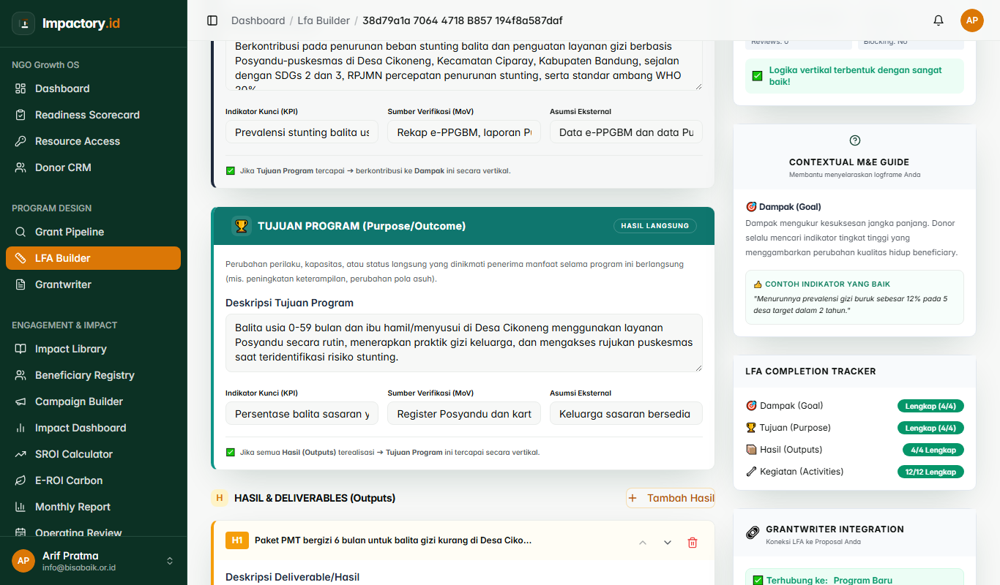 Impactory.id
NGO Growth OS
Dashboard
Readiness Scorecard
Resource Access
Donor CRM
PROGRAM DESIGN
Grant Pipeline
LFA Builder
Grantwriter
ENGAGEMENT & IMPACT
Impact Library
Beneficiary Registry
Campaign Builder
Impact Dashboard
SROI Calculator
E-ROI Carbon
Monthly Report
Operating Review
AP
Arif Pratma
info@bisabaik.or.id
Dashboard / Lfa Builder / 38d79a1a 7064 4718 B857 194f8a587daf
AP
Berkontribusi pada penurunan beban stunting balita dan penguatan layanan gizi berbasis
Posyandu-puskesmas di Desa Cikoneng, Kecamatan Ciparay, Kabupaten Bandung, sejalan
dengan SDGs 2 dan 3, RPJMN percepatan penurunan stunting, serta standar ambang WHO
20%
Indikator Kunci (KPI)
Sumber Verifikasi (MoV)
Asumsi Eksternal
Prevalensi stunting balita us
Rekap e-PPGBM, laporan P
Data e-PPGBM dan data Pu
Jika Tujuan Program tercapai → berkontribusi ke Dampak ini secara vertikal.
TUJUAN PROGRAM (Purpose/Outcome)
HASIL LANGSUNG
Perubahan perilaku, kapasitas, atau status langsung yang dinikmati penerima manfaat selama program ini berlangsung
(mis. peningkatan keterampilan, perubahan pola asuh).
Deskripsi Tujuan Program
Balita usia 0-59 bulan dan ibu hamil/menyusui di Desa Cikoneng menggunakan layanan
Posyandu secara rutin, menerapkan praktik gizi keluarga, dan mengakses rujukan puskesmas
saat teridentifikasi risiko stunting.
Indikator Kunci (KPI)
Sumber Verifikasi (MoV)
Asumsi Eksternal
Persentase balita sasaran y
Register Posyandu dan kart
Keluarga sasaran bersedia
Jika semua Hasil (Outputs) terealisasi → Tujuan Program ini tercapai secara vertikal.
H
HASIL & DELIVERABLES (Outputs)
+ Tambah Hasil
H1
Paket PMT bergizi 6 bulan untuk balita gizi kurang di Desa Ciko...
Deskripsi Deliverable/Hasil
Reviews: 0
Blocking: No
Logika vertikal terbentuk dengan sangat
baik!
CONTEXTUAL M&E GUIDE
Membantu menyelaraskan logframe Anda
Dampak (Goal)
Dampak mengukur kesuksesan jangka panjang. Donor
selalu mencari indikator tingkat tinggi yang
menggambarkan perubahan kualitas hidup beneficiary.
CONTOH INDIKATOR YANG BAIK
"Menurunnya prevalensi gizi buruk sebesar 12% pada 5
desa target dalam 2 tahun."
LFA COMPLETION TRACKER
Dampak (Goal)
Lengkap (4/4)
Tujuan (Purpose)
Lengkap (4/4)
Hasil (Outputs)
4/4 Lengkap
Kegiatan (Activities)
12/12 Lengkap
GRANTWRITER INTEGRATION
Koneksi LFA ke Proposal Anda
Terhubung ke: Program Baru